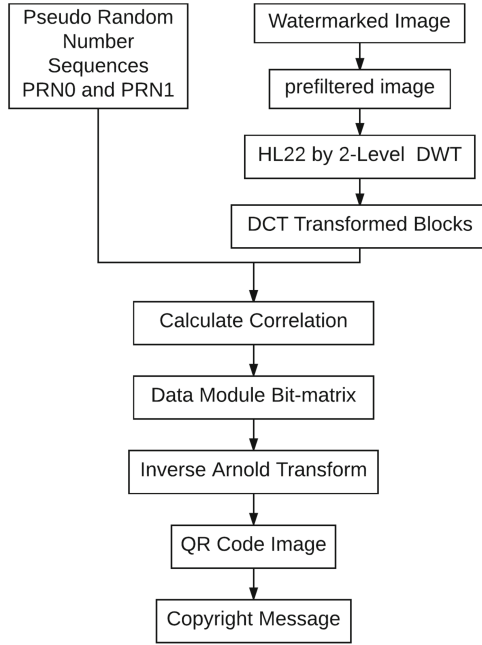 Pseudo Random
Number
Sequences
PRN0 and PRN1
Watermarked Image
prefiltered image
HL22 by 2-Level DWT
DCT Transformed Blocks
Calculate Correlation
Data Module Bit-matrix
Inverse Arnold Transform
QR Code Image
Copyright Message